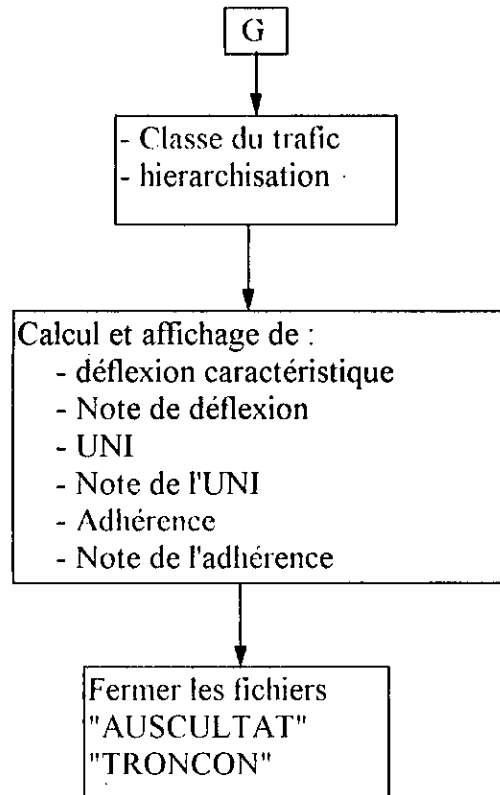 G
- Classe du trafic
- hierarchisation
Calcul et affichage de :
- déflexion caractéristique
- Note de déflexion
- UNI
- Note de l'UNI
- Adhérence
- Note de l'adhérence
Fermer les fichiers
"AUSCULTAT"
"TRONCON"